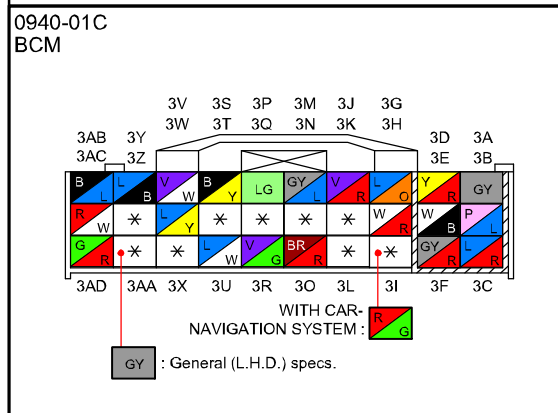 0940-01C
BCM
3V 3S 3P 3M 3J 3G
3W 3T 3Q 3N 3K 3H
3AB 3Y 3D 3A
3AC 3Z 3E 3B
B L L B V W B Y LG GY L V R L O Y R GY
R W * L Y * * * * W R W B P L
G R * * L W V G BR R * * GY R L R
3AD 3AA 3X 3U 3R 3O 3L 3I 3F 3C
WITH CAR-
NAVIGATION SYSTEM : R G
GY : General (L.H.D.) specs.